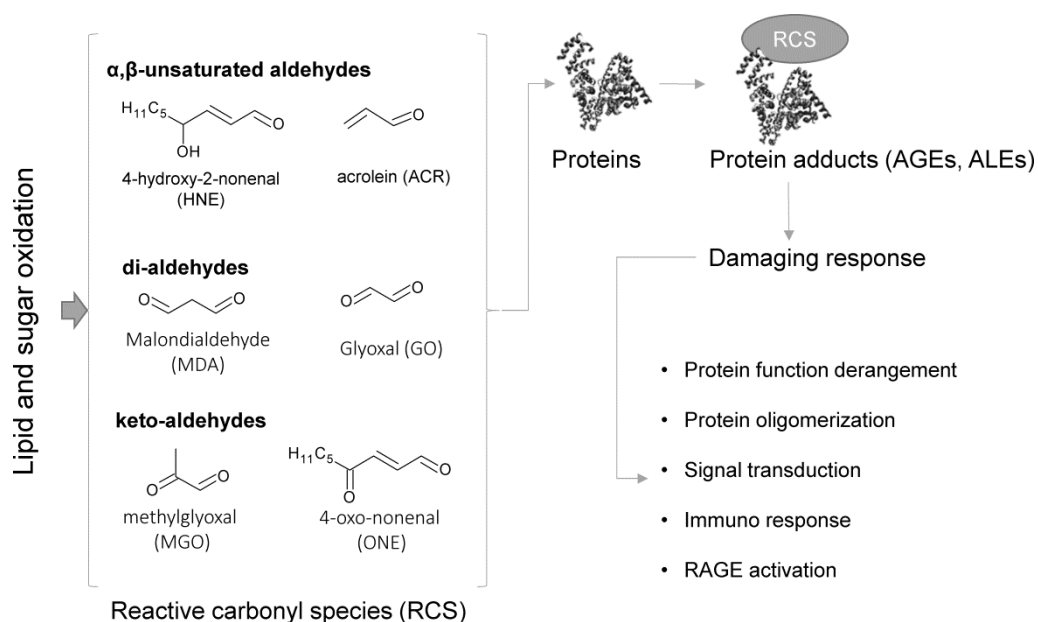 Lipid and sugar oxidation
α,β-unsaturated aldehydes
H11C5
O
OH
4-hydroxy-2-nonenal
(HNE)
O
acrolein (ACR)
di-aldehydes
O
O
Malondialdehyde
(MDA)
O
O
Glyoxal (GO)
keto-aldehydes
O
O
methylglyoxal
(MGO)
H11C5
O
O
4-oxo-nonenal
(ONE)
Reactive carbonyl species (RCS)
Proteins
RCS
Protein adducts (AGEs, ALEs)
Damaging response
• Protein function derangement
• Protein oligomerization
• Signal transduction
• Immuno response
• RAGE activation